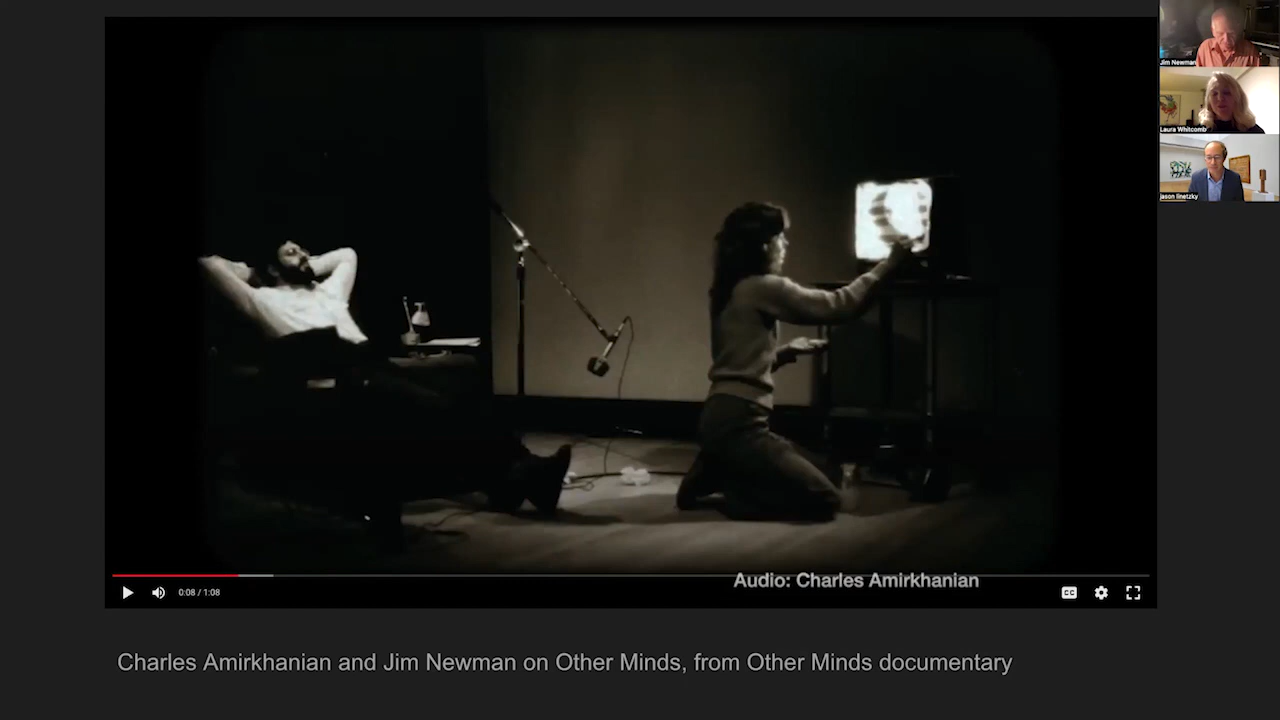 Jim Newman
Laura Whitcomb
jason linetzky
Audio: Charles Amirkhanian
0:08 / 1:08
CC
Charles Amirkhanian and Jim Newman on Other Minds, from Other Minds documentary